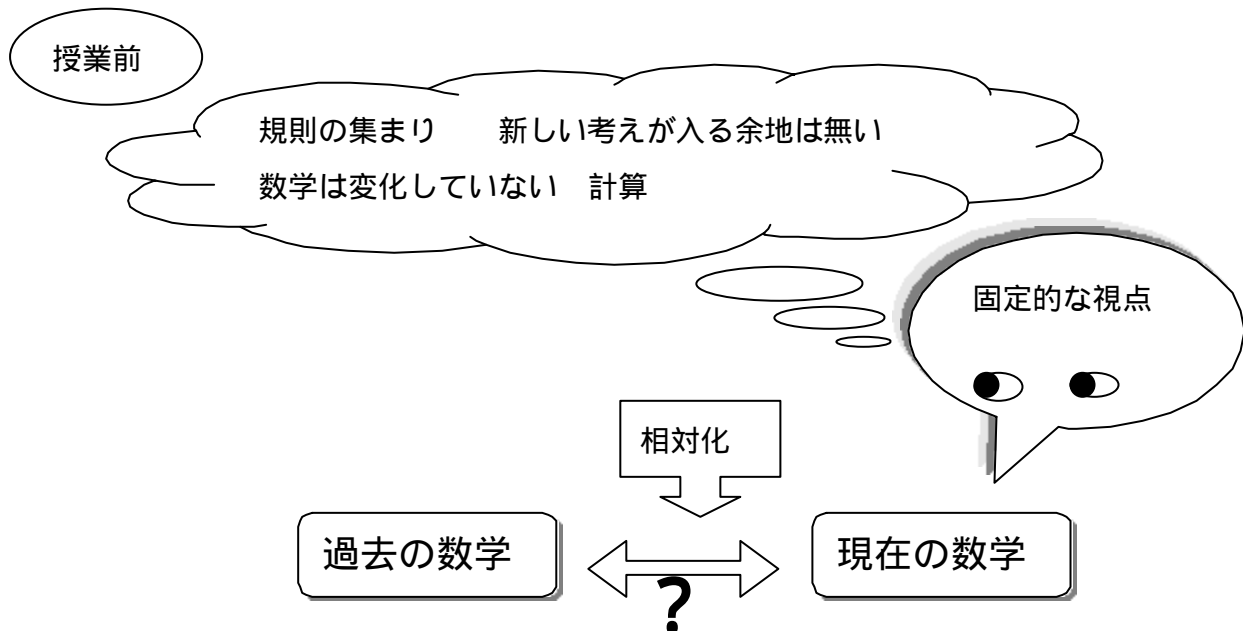 授業前
規則の集まり　　新しい考えが入る余地は無い
数学は変化していない　計算
固定的な視点
相対化
過去の数学
現在の数学
?